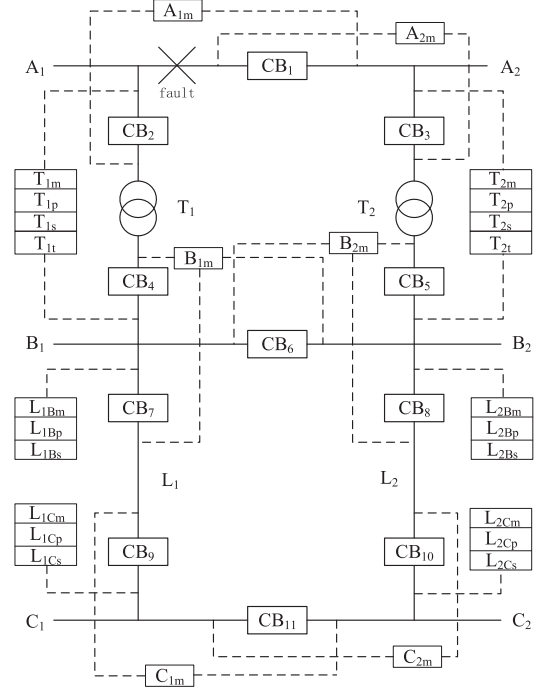 A1m
A2m
A1
CB1
A2
fault
CB2
CB3
T1m
T1p
T1s
T1t
T1
T2
T2m
T2p
T2s
T2t
B1m
B2m
CB4
CB5
B1
CB6
B2
CB7
CB8
L1Bm
L1Bp
L1Bs
L2Bm
L2Bp
L2Bs
L1
L2
L1Cm
L1Cp
L1Cs
L2Cm
L2Cp
L2Cs
CB9
CB10
C1
CB11
C2
C1m
C2m